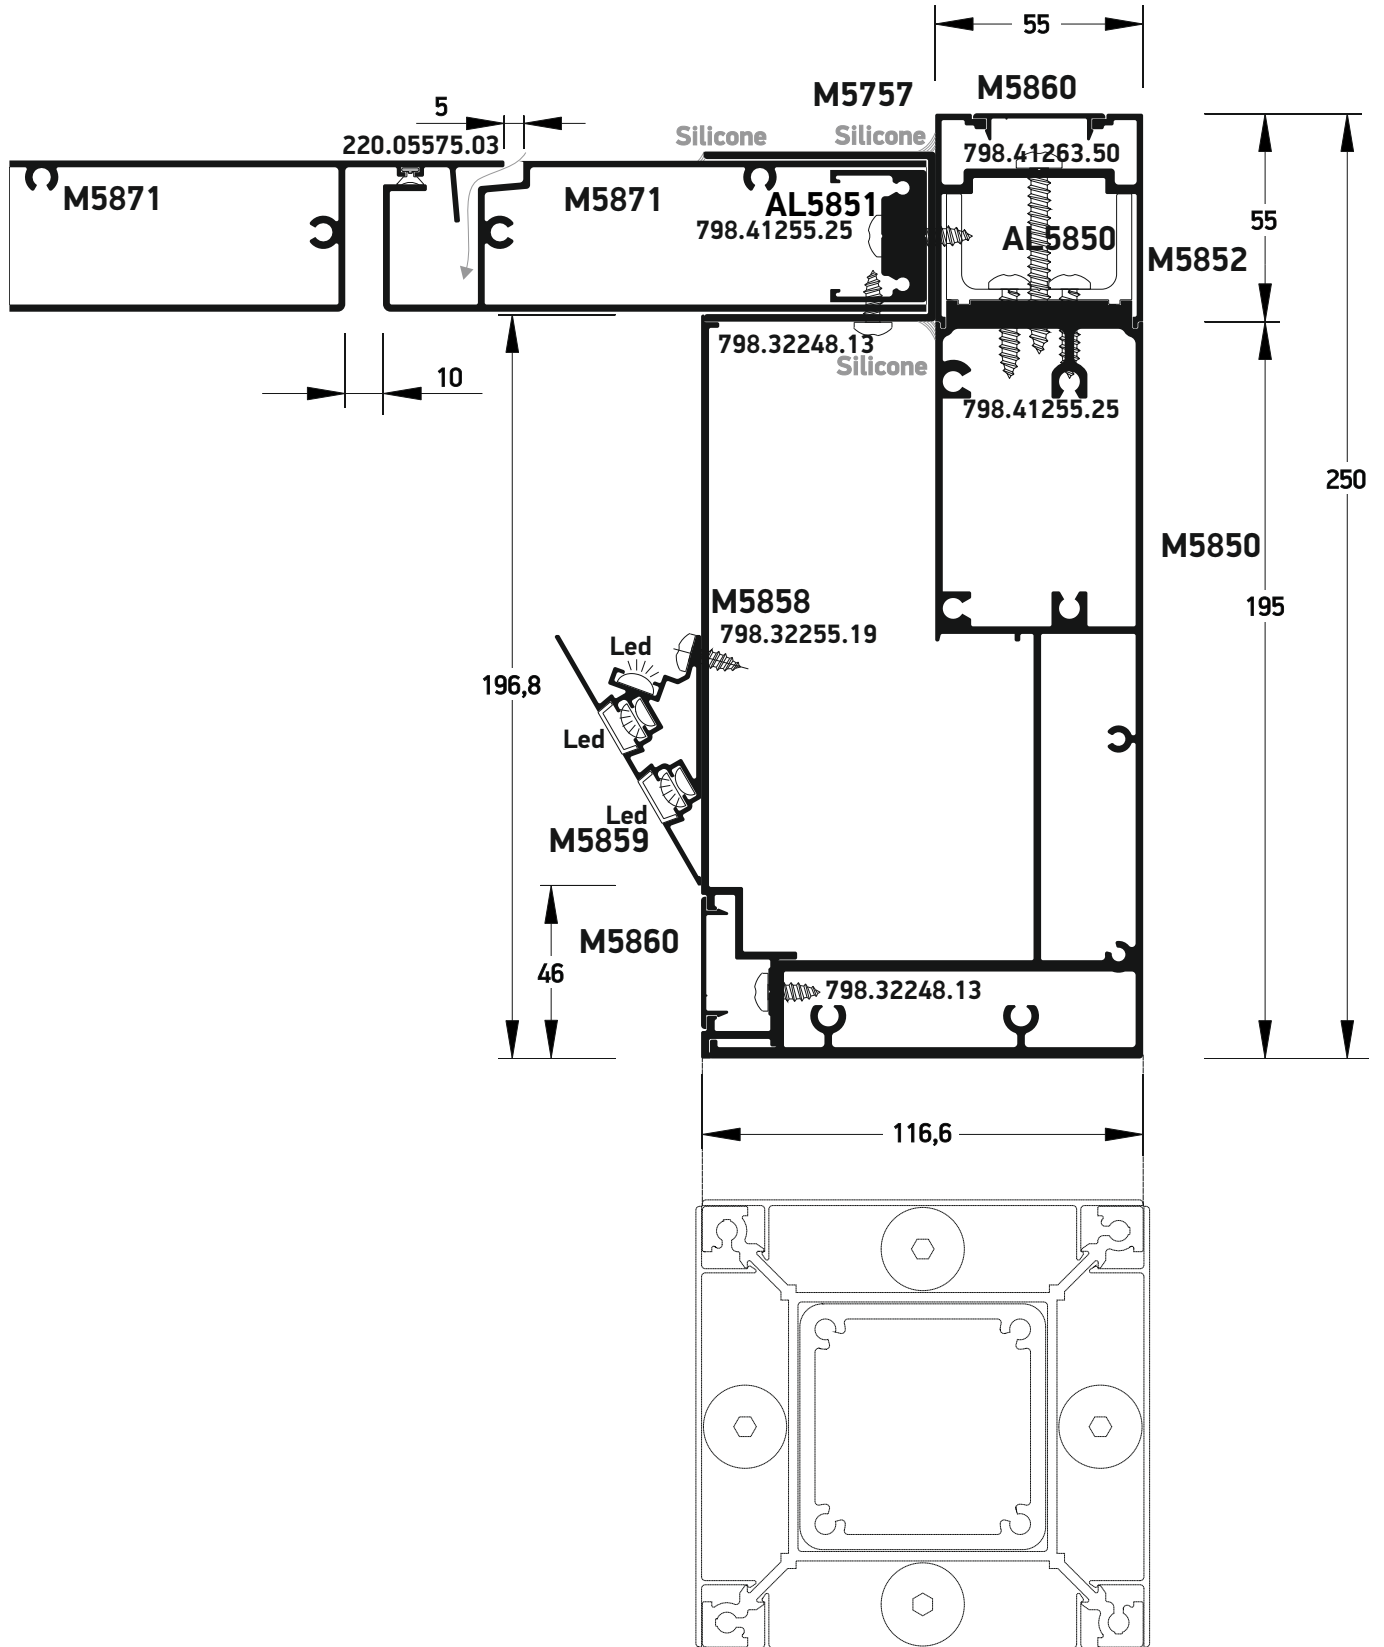 55
M5757
M5860
5
220.05575.03
Silicone
Silicone
798.41263.50
M5871
M5871
AL5851
798.41255.25
AL5850
55
M5852
798.32248.13
Silicone
10
798.41255.25
250
M5850
M5858
195
798.32255.19
Led
196,8
Led
Led
M5859
M5860
46
798.32248.13
116,6